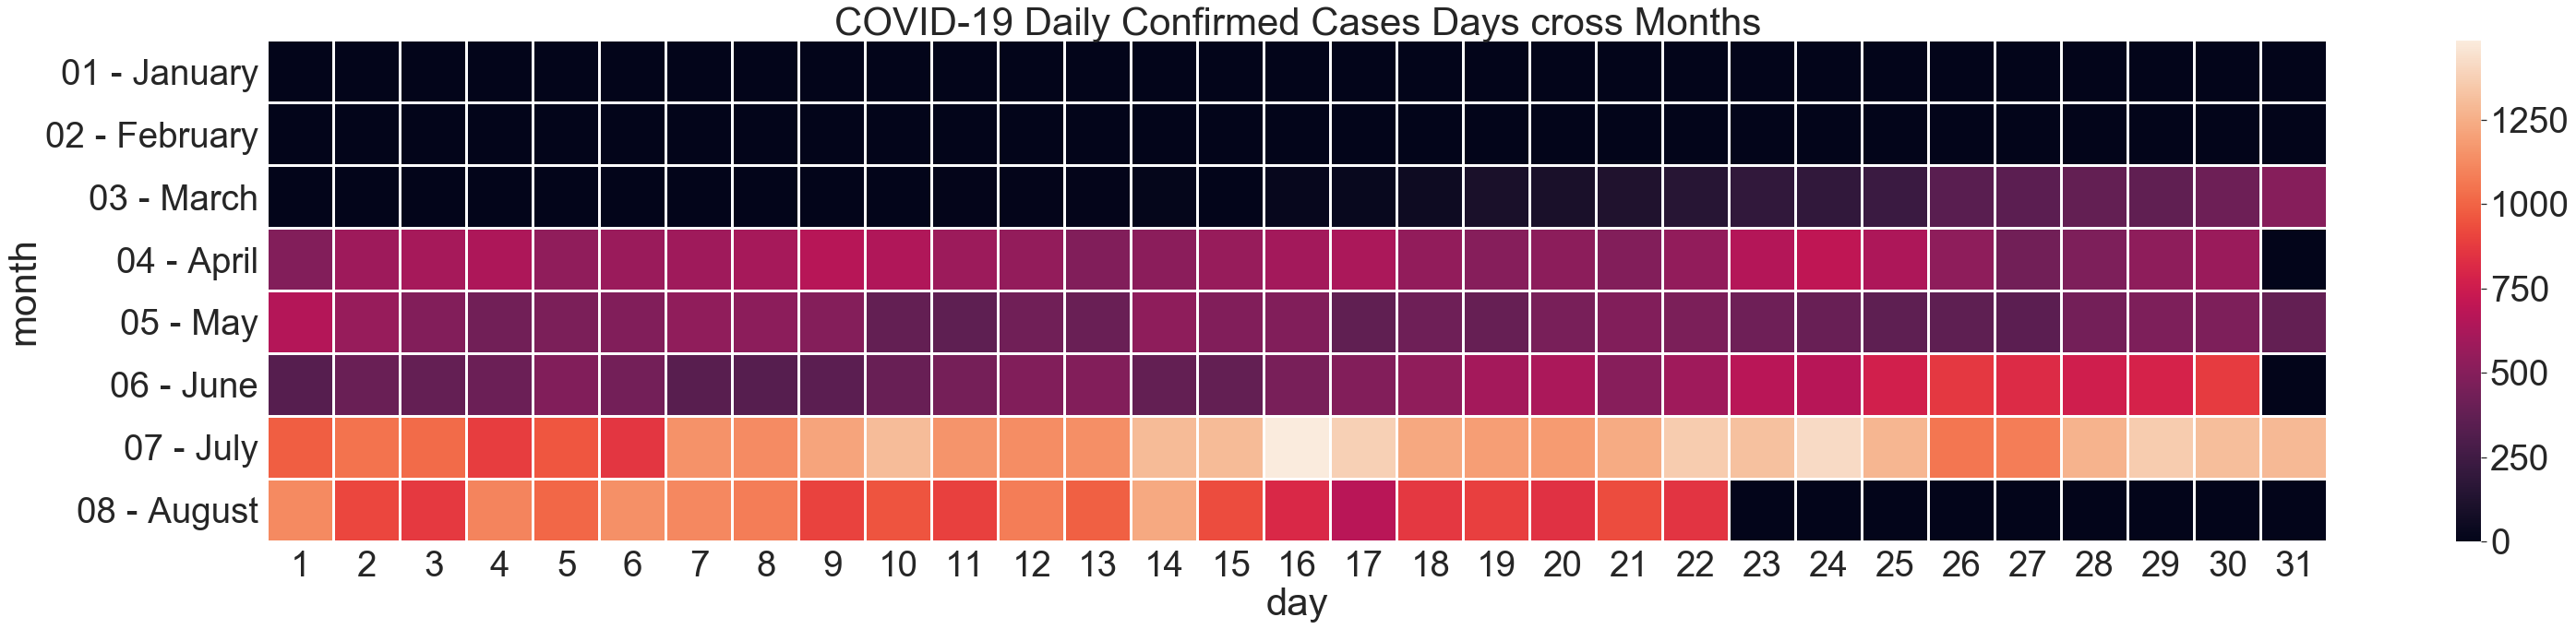 COVID-19 Daily Confirmed Cases Days cross Months
month
01 - January
02 - February
03 - March
04 - April
05 - May
06 - June
07 - July
08 - August
1 2 3 4 5 6 7 8 9 10 11 12 13 14 15 16 17 18 19 20 21 22 23 24 25 26 27 28 29 30 31
day
1250
1000
750
500
250
0